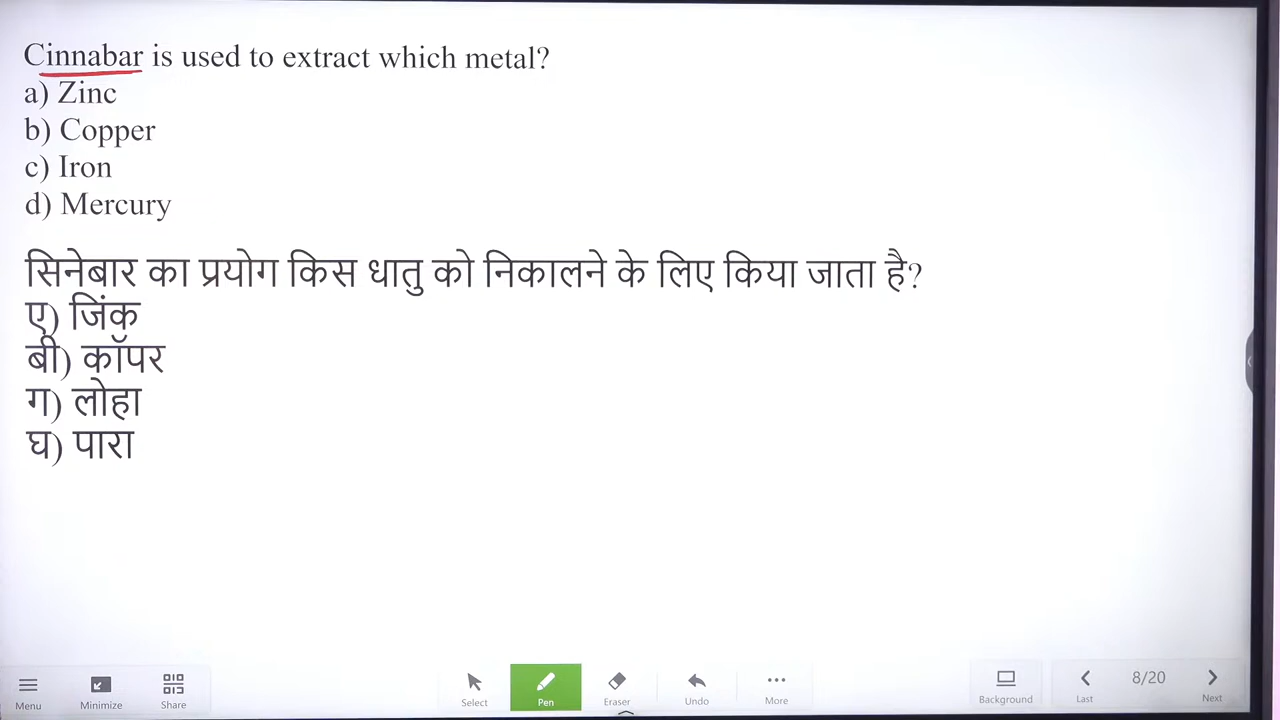 Cinnabar is used to extract which metal?
a) Zinc
b) Copper
c) Iron
d) Mercury
सिनेबार का प्रयोग किस धातु को निकालने के लिए किया जाता है?
ए) जिंक
बी) कॉपर
ग) लोहा
घ) पारा
Menu
Minimize
Share
Select
Pen
Eraser
Undo
More
Background
Last
8/20
Next